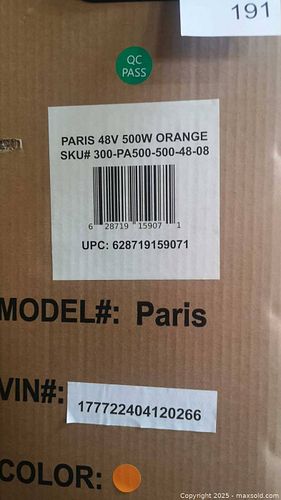 191
QC
PASS
PARIS 48V 500W ORANGE
SKU# 300-PA500-500-48-08
6 28719 15907 1
UPC: 628719159071
MODEL#: Paris
VIN#:
177722404120266
COLOR:
Copyright © 2025 - maxsold.com